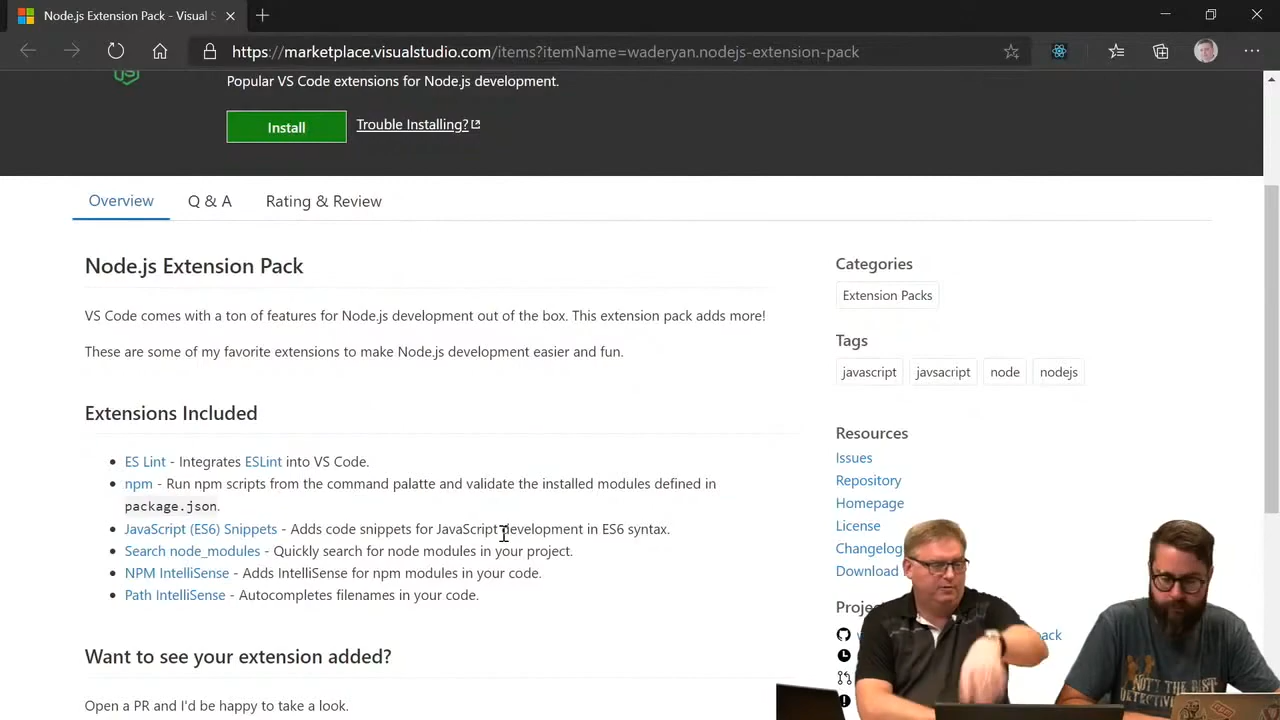 Node.js Extension Pack - Visual S
https://marketplace.visualstudio.com/items?itemName=waderyan.nodejs-extension-pack
Popular VS Code extensions for Node.js development.
Install
Trouble Installing?
Overview
Q & A
Rating & Review
Node.js Extension Pack
VS Code comes with a ton of features for Node.js development out of the box. This extension pack adds more!
These are some of my favorite extensions to make Node.js development easier and fun.
Extensions Included
ES Lint - Integrates ESLint into VS Code.
npm - Run npm scripts from the command palatte and validate the installed modules defined in
package.json.
JavaScript (ES6) Snippets - Adds code snippets for JavaScript development in ES6 syntax.
Search node_modules - Quickly search for node modules in your project.
NPM IntelliSense - Adds IntelliSense for npm modules in your code.
Path IntelliSense - Autocompletes filenames in your code.
Want to see your extension added?
Open a PR and I'd be happy to take a look.
Categories
Extension Packs
Tags
javascript
javsacript
node
nodejs
Resources
Issues
Repository
Homepage
License
Changelog
Download
Projec
pack
NOT THE BEST
DETECTIVE